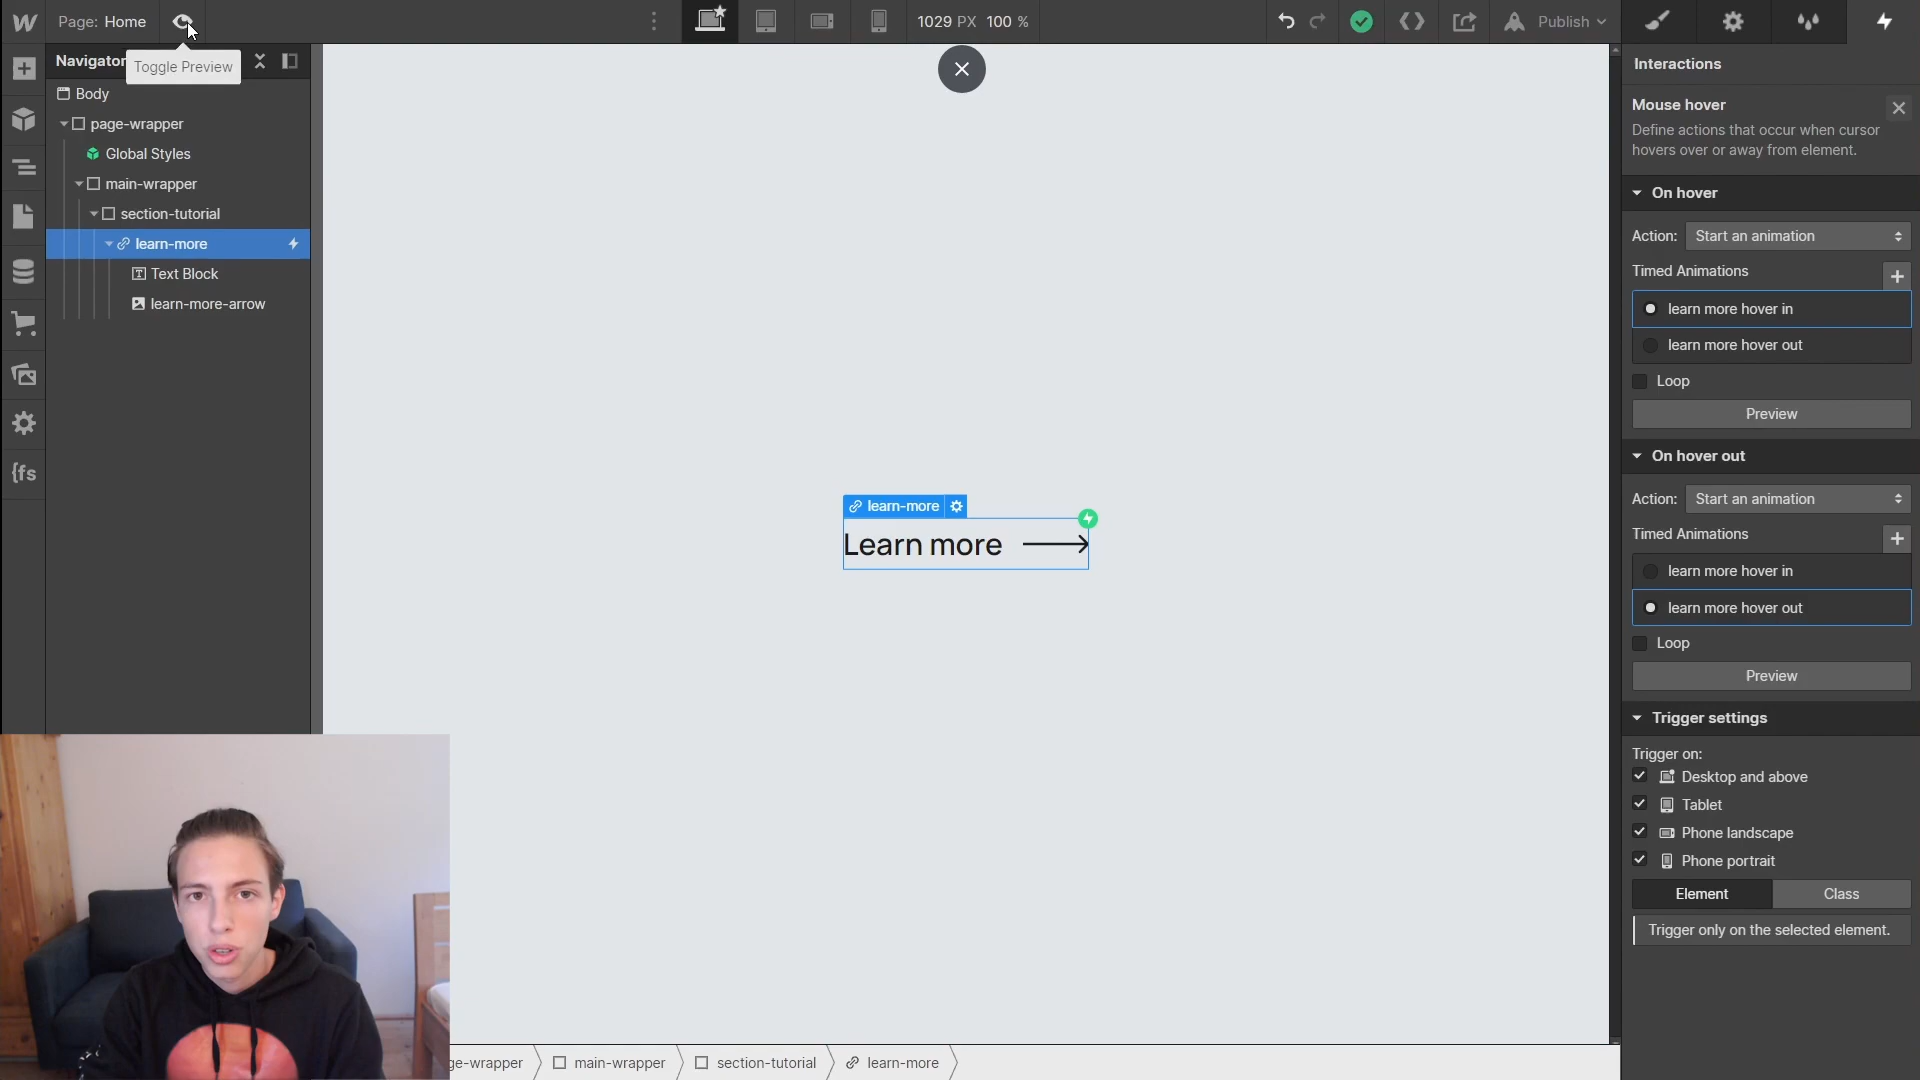 Page: Home
1029 PX 100 %
Publish
Navigator
Toggle Preview
Body
page-wrapper
Global Styles
main-wrapper
section-tutorial
learn-more
Text Block
learn-more-arrow
{fs
learn-more
Learn more
Interactions
Mouse hover
Define actions that occur when cursor
hovers over or away from element.
On hover
Action: Start an animation
Timed Animations
learn more hover in
learn more hover out
Loop
Preview
On hover out
Action: Start an animation
Timed Animations
learn more hover in
learn more hover out
Loop
Preview
Trigger settings
Trigger on:
Desktop and above
Tablet
Phone landscape
Phone portrait
Element Class
Trigger only on the selected element.
ge-wrapper main-wrapper section-tutorial learn-more